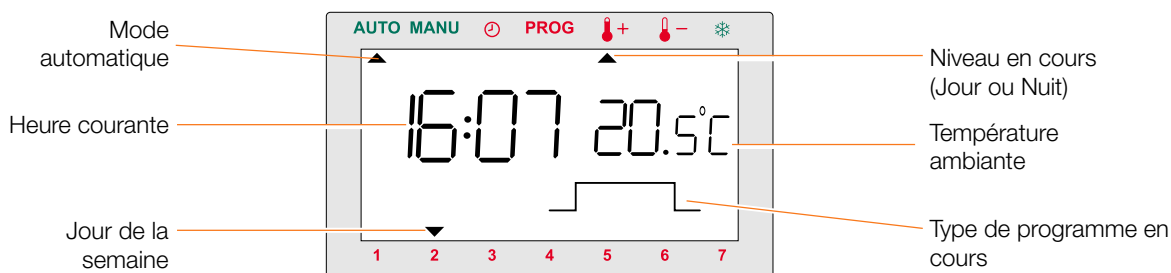 AUTO MANU PROG + − 
Mode
automatique
Niveau en cours
(Jour ou Nuit)
Heure courante
16:07 20.5°C
Température
ambiante
Jour de la
semaine
Type de programme en
cours
1 2 3 4 5 6 7